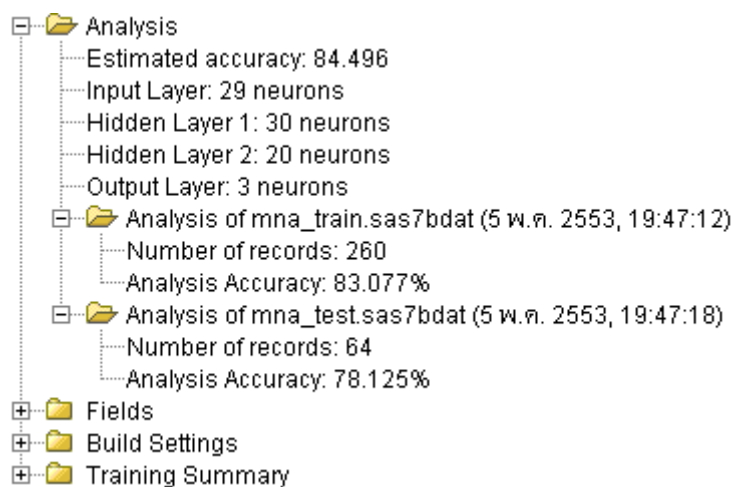 Analysis
Estimated accuracy: 84.496
Input Layer: 29 neurons
Hidden Layer 1: 30 neurons
Hidden Layer 2: 20 neurons
Output Layer: 3 neurons
Analysis of mna_train.sas7bdat (5 พ.ค. 2553, 19:47:12)
Number of records: 260
Analysis Accuracy: 83.077%
Analysis of mna_test.sas7bdat (5 พ.ค. 2553, 19:47:18)
Number of records: 64
Analysis Accuracy: 78.125%
Fields
Build Settings
Training Summary